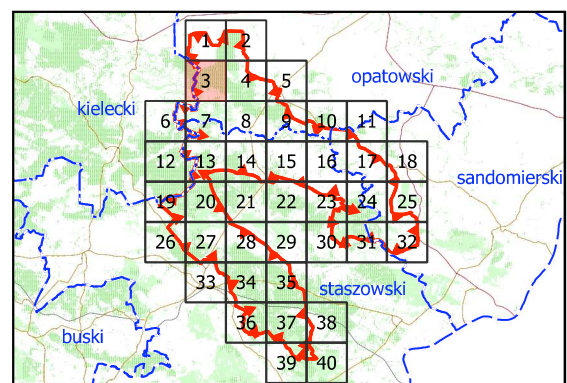 1 2
3 4 5
opatowski
kielecki
6 7 8 9 10 11
12 13 14 15 16 17 18
sandomierski
19 20 21 22 23 24 25
26 27 28 29 30 31 32
33 34 35
staszowski
36 37 38
buski
39 40